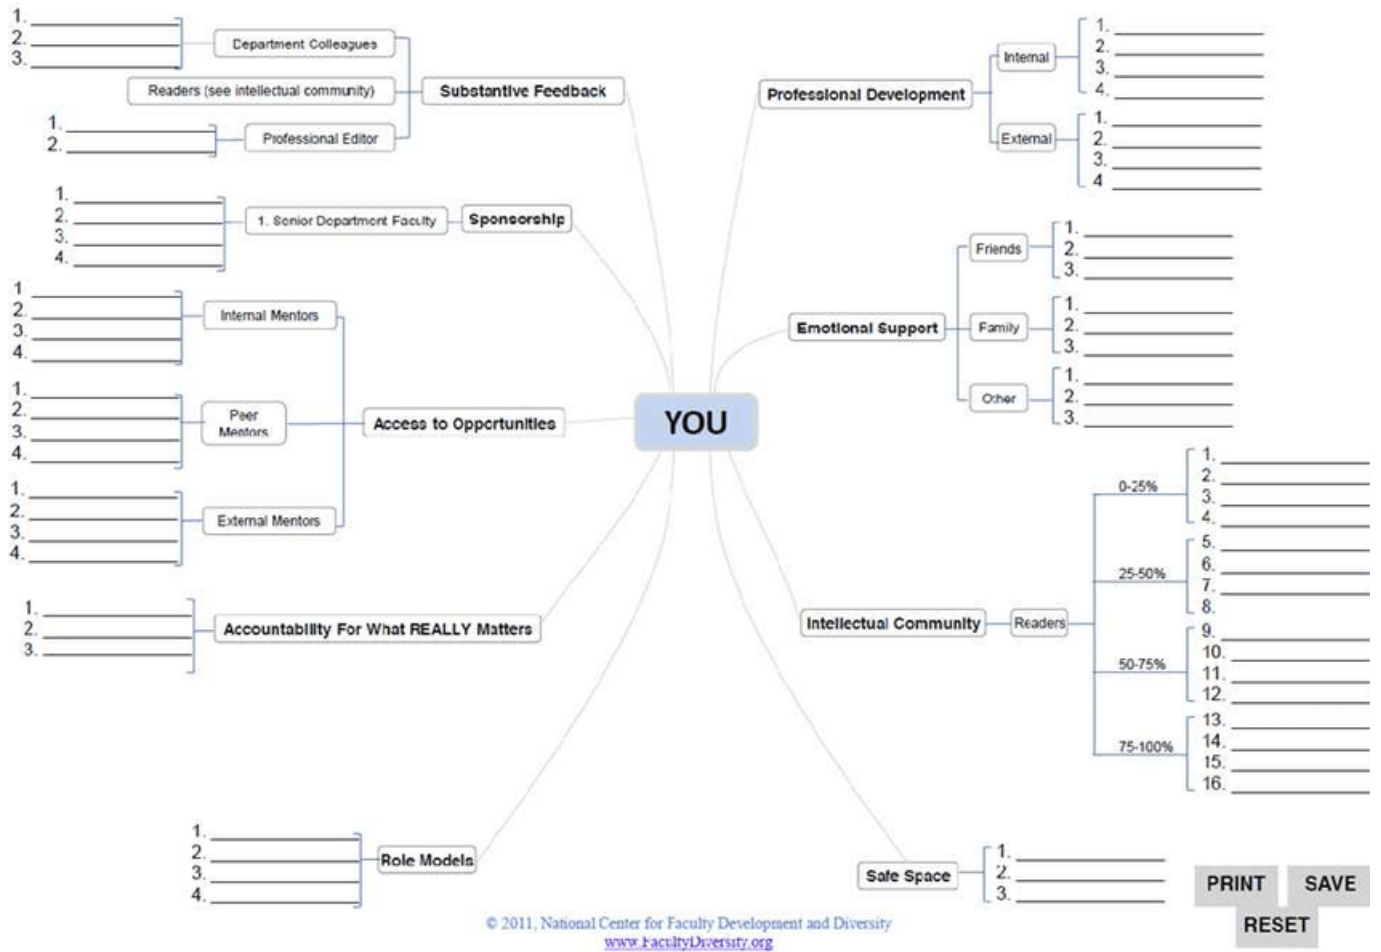 1.
2.
3.
Department Colleagues
Readers (see intellectual community)
1.
2.
Professional Editor
Substantive Feedback
1.
2.
3.
4.
1. Senior Department Faculty
Sponsorship
1
2.
3.
4.
Internal Mentors
1.
2.
3.
4.
Peer
Mentors
1.
2.
3.
4.
External Mentors
Access to Opportunities
1.
2.
3.
Accountability For What REALLY Matters
1.
2.
3.
4.
Role Models
YOU
Professional Development
Internal
1.
2.
3.
4.
External
1.
2.
3.
4
Emotional Support
Friends
1.
2.
3.
Family
1.
2.
3.
Other
1.
2.
3.
Intellectual Community
Readers
0-25%
1.
2.
3.
4.
25-50%
5.
6.
7.
8.
50-75%
9.
10.
11.
12.
75-100%
13.
14.
15.
16.
Safe Space
1.
2.
3.
PRINT
SAVE
RESET
© 2011, National Center for Faculty Development and Diversity
www.FacultyDiversity.org